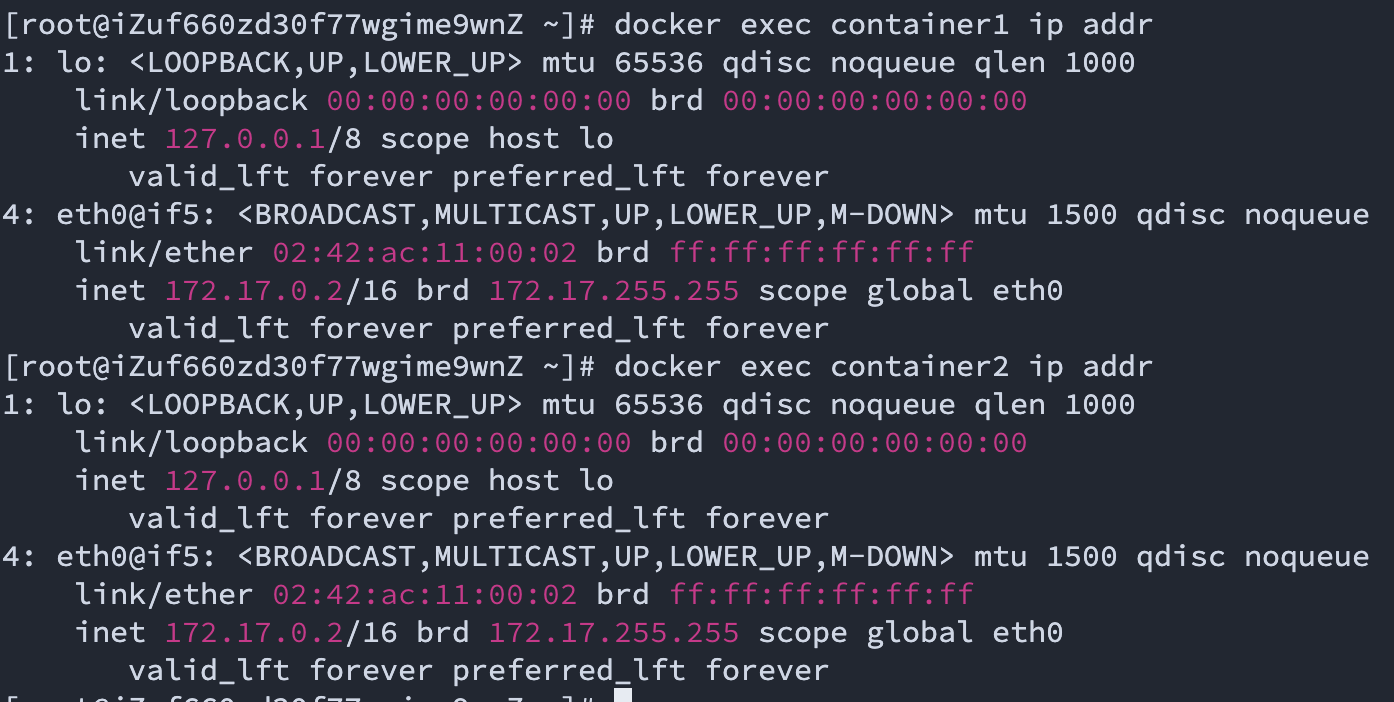 [root@iZuf660zd30f77wgime9wnZ ~]# docker exec container1 ip addr
1: lo: <LOOPBACK,UP,LOWER_UP> mtu 65536 qdisc noqueue qlen 1000
    link/loopback 00:00:00:00:00:00 brd 00:00:00:00:00:00
    inet 127.0.0.1/8 scope host lo
       valid_lft forever preferred_lft forever
4: eth0@if5: <BROADCAST,MULTICAST,UP,LOWER_UP,M-DOWN> mtu 1500 qdisc noqueue
    link/ether 02:42:ac:11:00:02 brd ff:ff:ff:ff:ff:ff
    inet 172.17.0.2/16 brd 172.17.255.255 scope global eth0
       valid_lft forever preferred_lft forever
[root@iZuf660zd30f77wgime9wnZ ~]# docker exec container2 ip addr
1: lo: <LOOPBACK,UP,LOWER_UP> mtu 65536 qdisc noqueue qlen 1000
    link/loopback 00:00:00:00:00:00 brd 00:00:00:00:00:00
    inet 127.0.0.1/8 scope host lo
       valid_lft forever preferred_lft forever
4: eth0@if5: <BROADCAST,MULTICAST,UP,LOWER_UP,M-DOWN> mtu 1500 qdisc noqueue
    link/ether 02:42:ac:11:00:02 brd ff:ff:ff:ff:ff:ff
    inet 172.17.0.2/16 brd 172.17.255.255 scope global eth0
       valid_lft forever preferred_lft forever